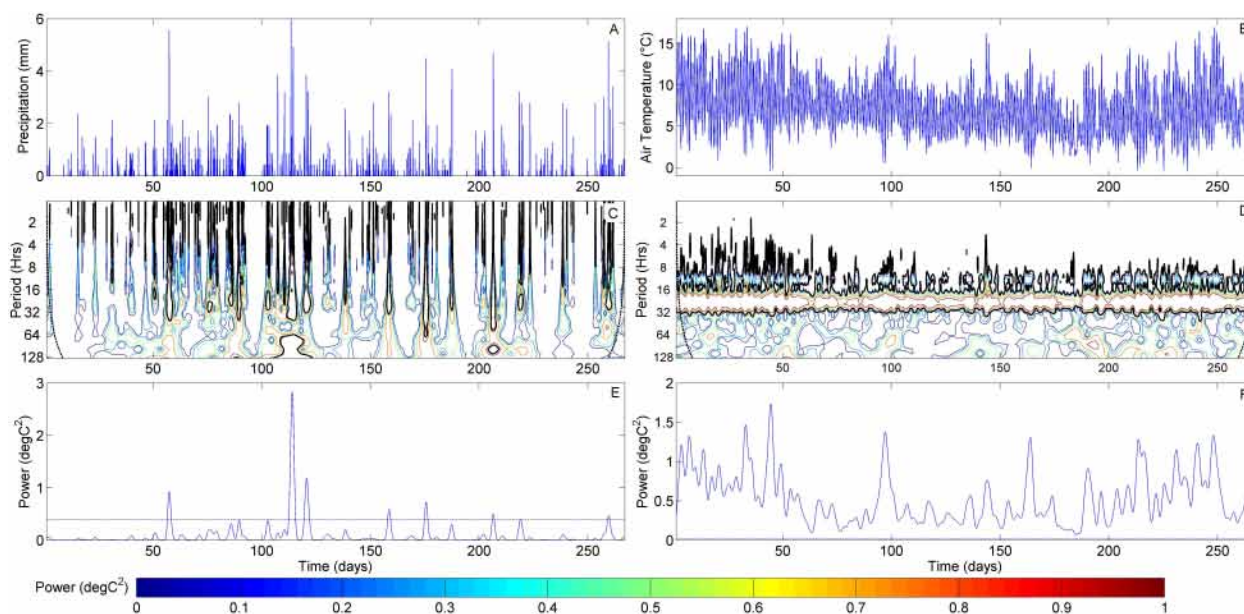 A
Precipitation (mm)
6
4
2
0
50 100 150 200 250
B
Air Temperature (°C)
15
10
5
0
50 100 150 200 250
C
Period (Hrs)
2
4
8
16
32
64
128
50 100 150 200 250
D
Period (Hrs)
2
4
8
16
32
64
128
50 100 150 200 250
E
Power (degC²)
3
2
1
0
50 100 150 200 250
Time (days)
F
Power (degC²)
2
1.5
1
0.5
0
50 100 150 200 250
Time (days)
Power (degC²)
0 0.1 0.2 0.3 0.4 0.5 0.6 0.7 0.8 0.9 1